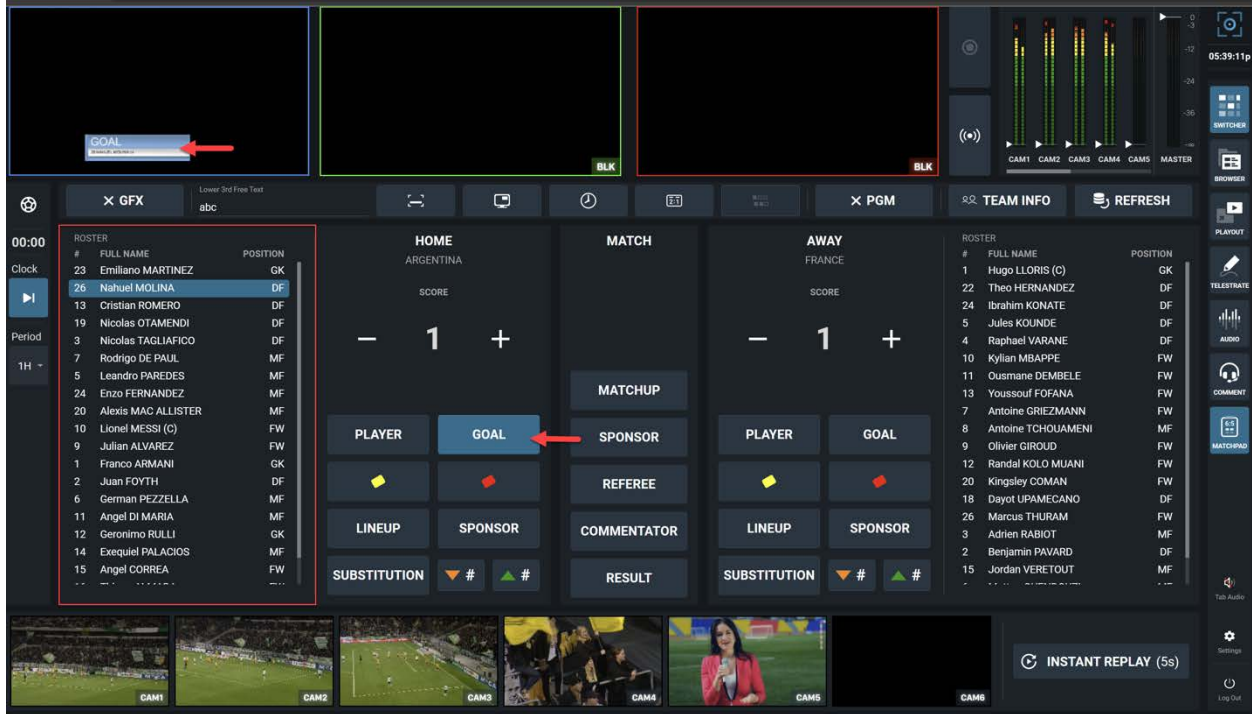 GOAL
BLK
BLK
0
-3
-12
-24
-36
-∞
CAM1 CAM2 CAM3 CAM4 CAM5 MASTER
05:39:11p
SWITCHER
BROWSER
PLAYOUT
TELESTRATE
AUDIO
COMMENT
6:5
MATCHPAD
Tab Audio
Settings
Log Out
× GFX
Lower 3rd Free Text
abc
× PGM
TEAM INFO
REFRESH
00:00
Clock
Period
1H
ROSTER
# FULL NAME POSITION
23 Emiliano MARTINEZ GK
26 Nahuel MOLINA DF
13 Cristian ROMERO DF
19 Nicolas OTAMENDI DF
3 Nicolas TAGLIAFICO DF
7 Rodrigo DE PAUL MF
5 Leandro PAREDES MF
24 Enzo FERNANDEZ MF
20 Alexis MAC ALLISTER MF
10 Lionel MESSI (C) FW
9 Julian ALVAREZ FW
1 Franco ARMANI GK
2 Juan FOYTH DF
6 German PEZZELLA MF
11 Angel DI MARIA MF
12 Geronimo RULLI GK
14 Exequiel PALACIOS MF
15 Angel CORREA FW
HOME
ARGENTINA
SCORE
− 1 +
PLAYER GOAL
LINEUP SPONSOR
SUBSTITUTION # #
MATCH
MATCHUP
SPONSOR
REFEREE
COMMENTATOR
RESULT
AWAY
FRANCE
SCORE
− 1 +
PLAYER GOAL
LINEUP SPONSOR
SUBSTITUTION # #
ROSTER
# FULL NAME POSITION
1 Hugo LLORIS (C) GK
22 Theo HERNANDEZ DF
24 Ibrahim KONATE DF
5 Jules KOUNDE DF
4 Raphael VARANE DF
10 Kylian MBAPPE FW
11 Ousmane DEMBELE FW
13 Youssouf FOFANA FW
7 Antoine GRIEZMANN FW
8 Antoine TCHOUAMENI MF
9 Olivier GIROUD FW
12 Randal KOLO MUANI FW
20 Kingsley COMAN FW
18 Dayot UPAMECANO DF
26 Marcus THURAM FW
3 Adrien RABIOT MF
2 Benjamin PAVARD DF
15 Jordan VERETOUT MF
CAM1
CAM2
CAM3
CAM4
CAM5
CAM6
INSTANT REPLAY (5s)